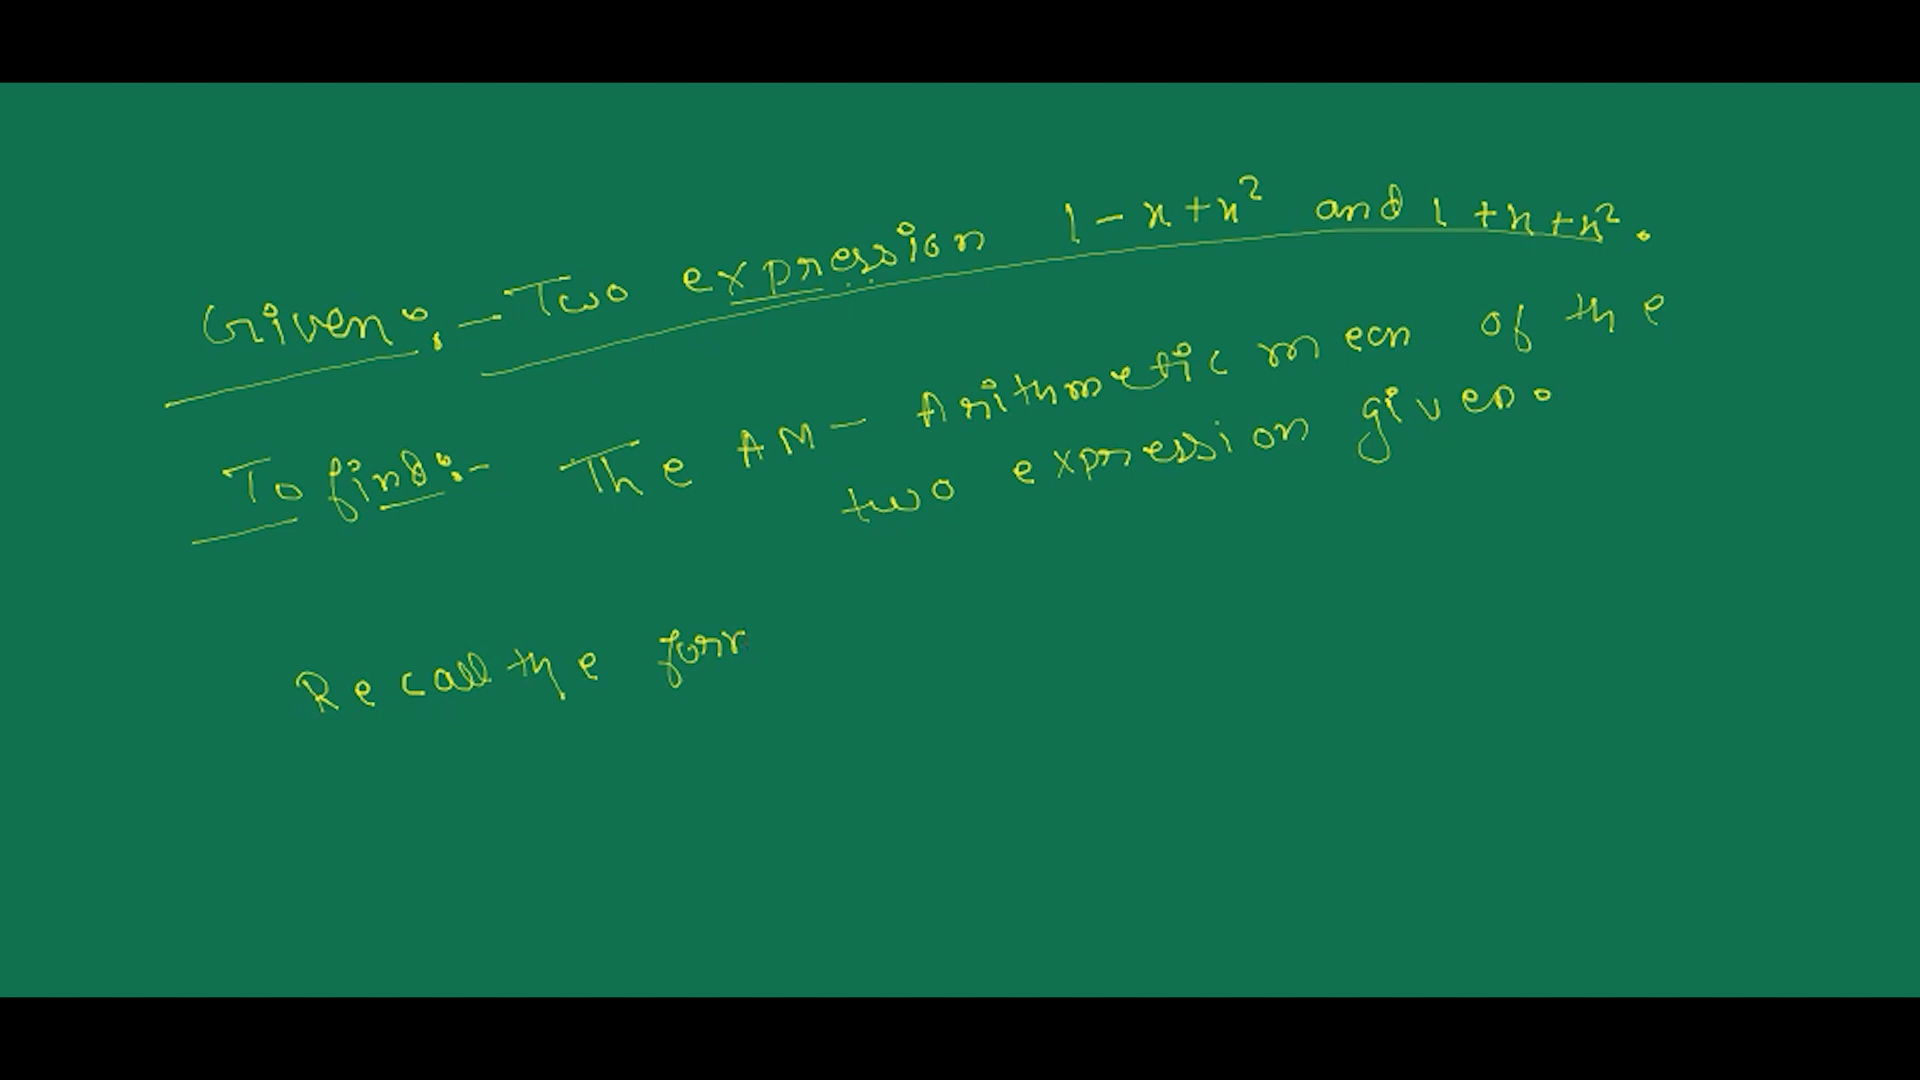 Given:- Two expression 1-x+x² and 1+x+x².
To find:- The AM- Arithmetic mean of the
two expression given.
Recall the forr